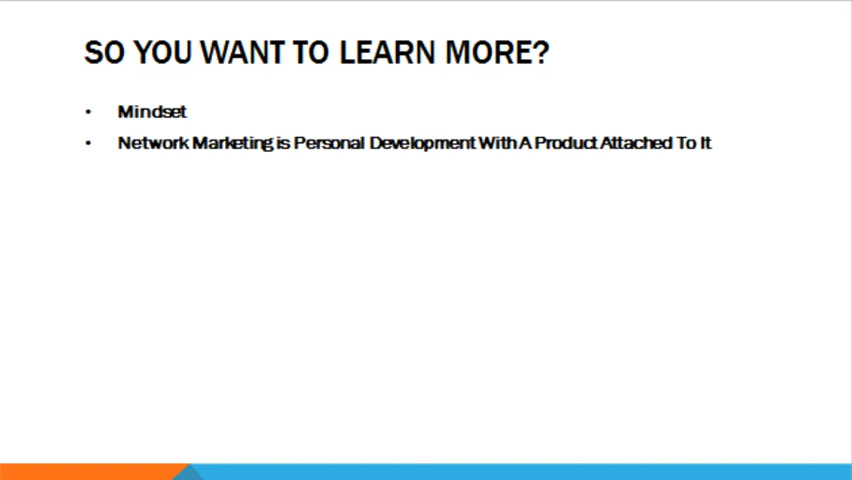 SO YOU WANT TO LEARN MORE?
• Mindset
• Network Marketing is Personal Development With A Product Attached To It